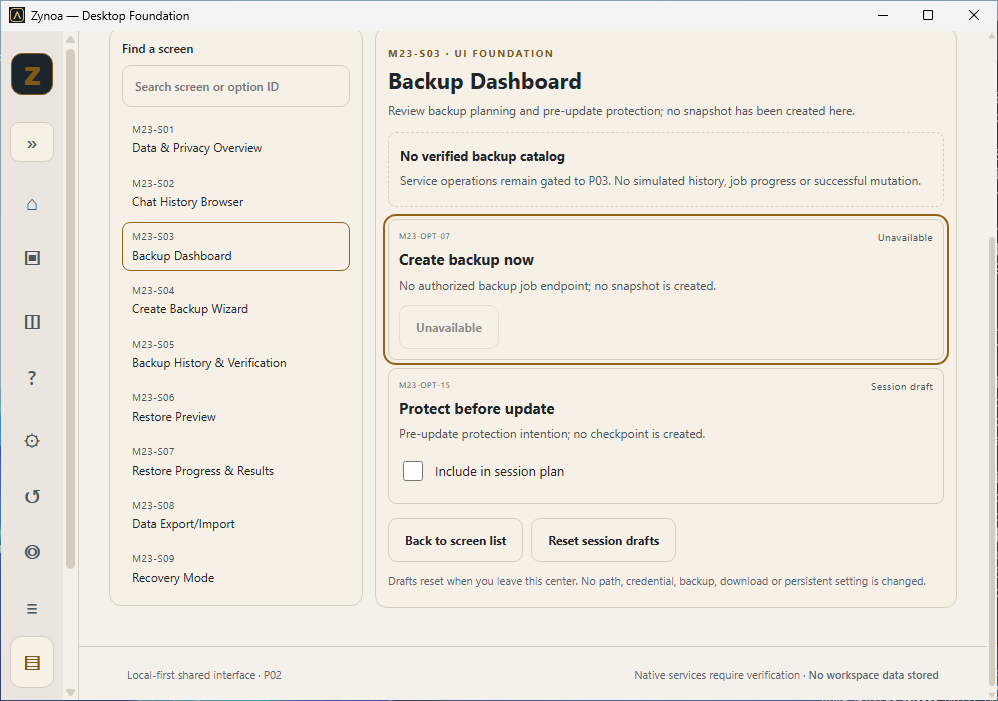 Zynoa — Desktop Foundation
Z
»
?
Find a screen
Search screen or option ID
M23-S01
Data & Privacy Overview
M23-S02
Chat History Browser
M23-S03
Backup Dashboard
M23-S04
Create Backup Wizard
M23-S05
Backup History & Verification
M23-S06
Restore Preview
M23-S07
Restore Progress & Results
M23-S08
Data Export/Import
M23-S09
Recovery Mode
M23-S03 · UI FOUNDATION
Backup Dashboard
Review backup planning and pre-update protection; no snapshot has been created here.
No verified backup catalog
Service operations remain gated to P03. No simulated history, job progress or successful mutation.
M23-OPT-07
Unavailable
Create backup now
No authorized backup job endpoint; no snapshot is created.
Unavailable
M23-OPT-15
Session draft
Protect before update
Pre-update protection intention; no checkpoint is created.
Include in session plan
Back to screen list
Reset session drafts
Drafts reset when you leave this center. No path, credential, backup, download or persistent setting is changed.
Local-first shared interface · P02
Native services require verification · No workspace data stored